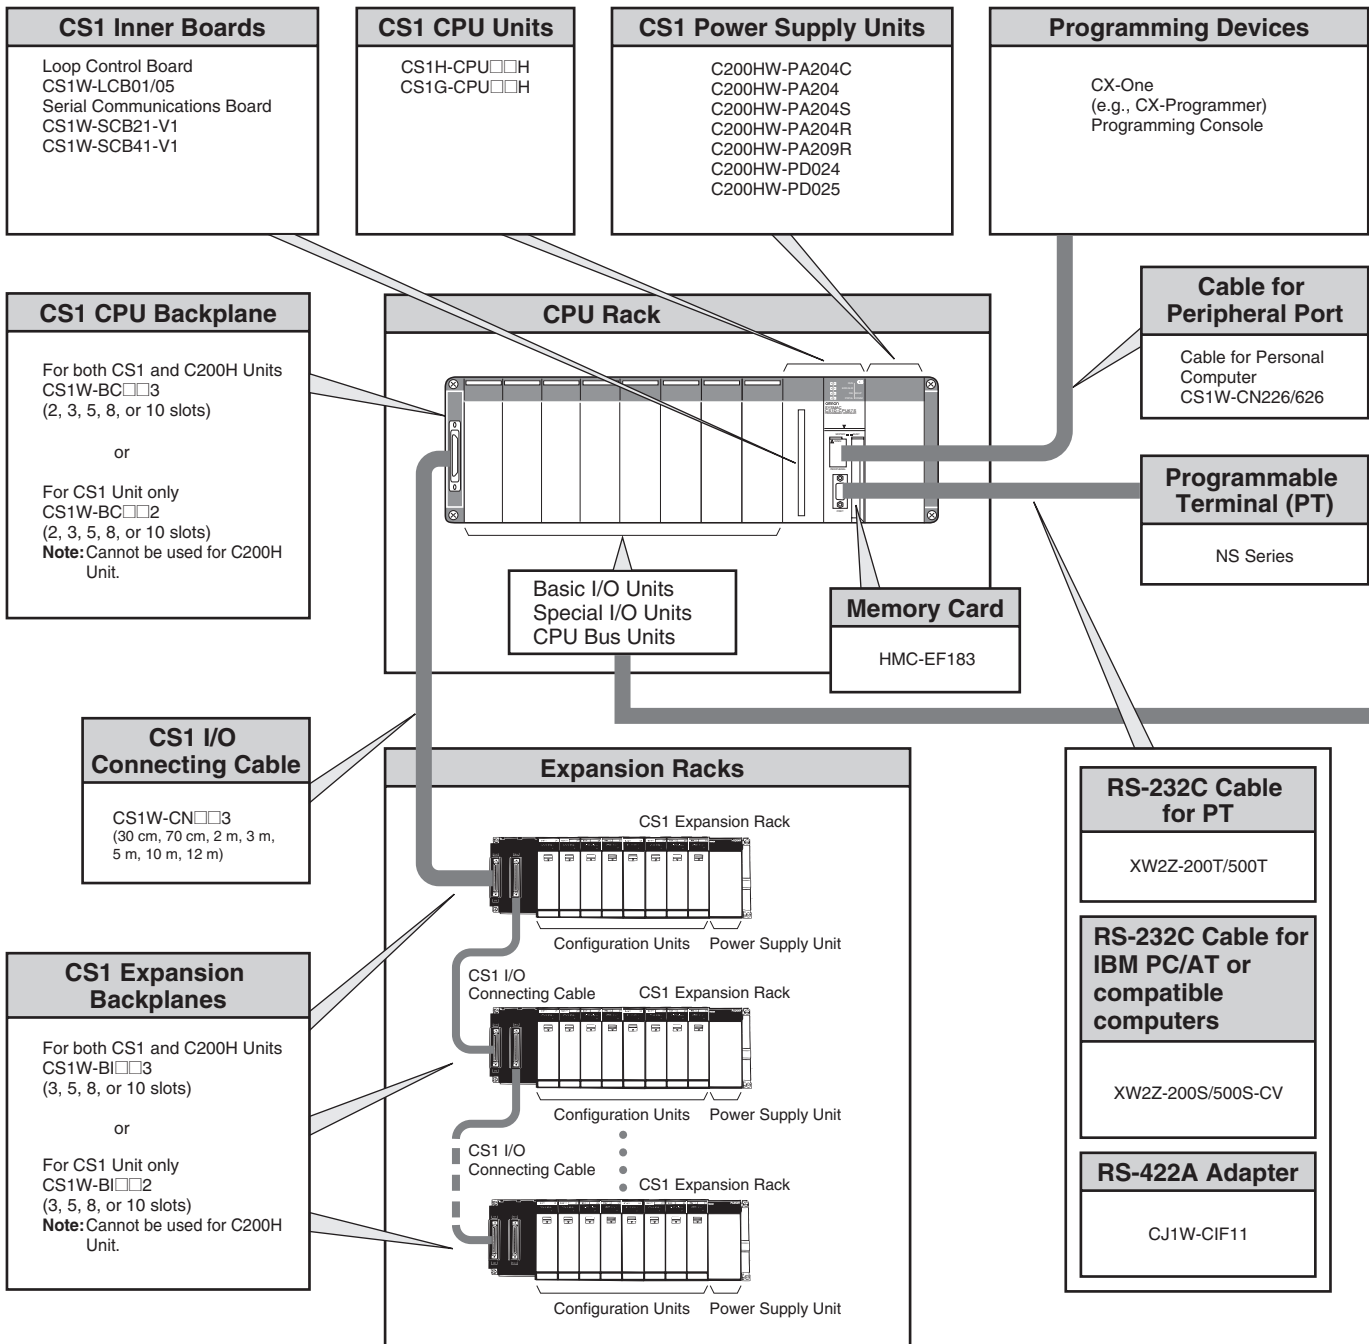 CS1 Inner Boards
Loop Control Board
CS1W-LCB01/05
Serial Communications Board
CS1W-SCB21-V1
CS1W-SCB41-V1
CS1 CPU Units
CS1H-CPU□□H
CS1G-CPU□□H
CS1 Power Supply Units
C200HW-PA204C
C200HW-PA204
C200HW-PA204S
C200HW-PA204R
C200HW-PA209R
C200HW-PD024
C200HW-PD025
Programming Devices
CX-One
(e.g., CX-Programmer)
Programming Console
CS1 CPU Backplane
For both CS1 and C200H Units
CS1W-BC□□3
(2, 3, 5, 8, or 10 slots)
or
For CS1 Unit only
CS1W-BC□□2
(2, 3, 5, 8, or 10 slots)
Note: Cannot be used for C200H
Unit.
CPU Rack
Basic I/O Units
Special I/O Units
CPU Bus Units
Memory Card
HMC-EF183
Cable for
Peripheral Port
Cable for Personal
Computer
CS1W-CN226/626
Programmable
Terminal (PT)
NS Series
CS1 I/O
Connecting Cable
CS1W-CN□□3
(30 cm, 70 cm, 2 m, 3 m,
5 m, 10 m, 12 m)
CS1 Expansion
Backplanes
For both CS1 and C200H Units
CS1W-BI□□3
(3, 5, 8, or 10 slots)
or
For CS1 Unit only
CS1W-BI□□2
(3, 5, 8, or 10 slots)
Note: Cannot be used for C200H
Unit.
Expansion Racks
CS1 Expansion Rack
Configuration Units Power Supply Unit
CS1 I/O
Connecting Cable
CS1 Expansion Rack
Configuration Units Power Supply Unit
CS1 I/O
Connecting Cable
CS1 Expansion Rack
Configuration Units Power Supply Unit
RS-232C Cable
for PT
XW2Z-200T/500T
RS-232C Cable for
IBM PC/AT or
compatible
computers
XW2Z-200S/500S-CV
RS-422A Adapter
CJ1W-CIF11